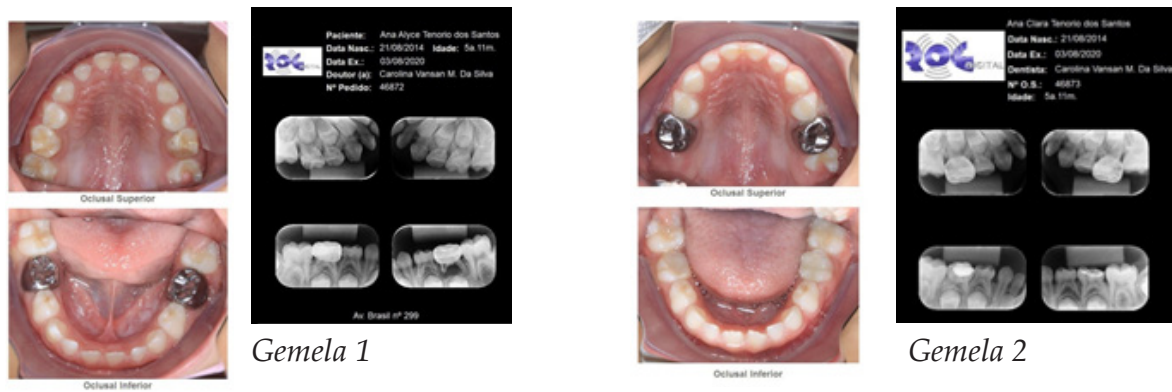 Oclusal Superior
Oclusal Inferior
Paciente: Ana Alyce Tenorio dos Santos
Data Nasc.: 21/08/2014 Idade: 5a.11m.
Data Ex.: 03/08/2020
Doutor (a): Carolina Vansan M. Da Silva
Nº Pedido: 46872
Av. Brasil nº 299
Gemela 1
Oclusal Superior
Oclusal Inferior
Ana Clara Tenorio dos Santos
Data Nasc.: 21/08/2014
Data Ex.: 03/08/2020
Dentista: Carolina Vansan M. Da Silva
Nº O.S.: 46873
Idade: 5a.11m.
Gemela 2